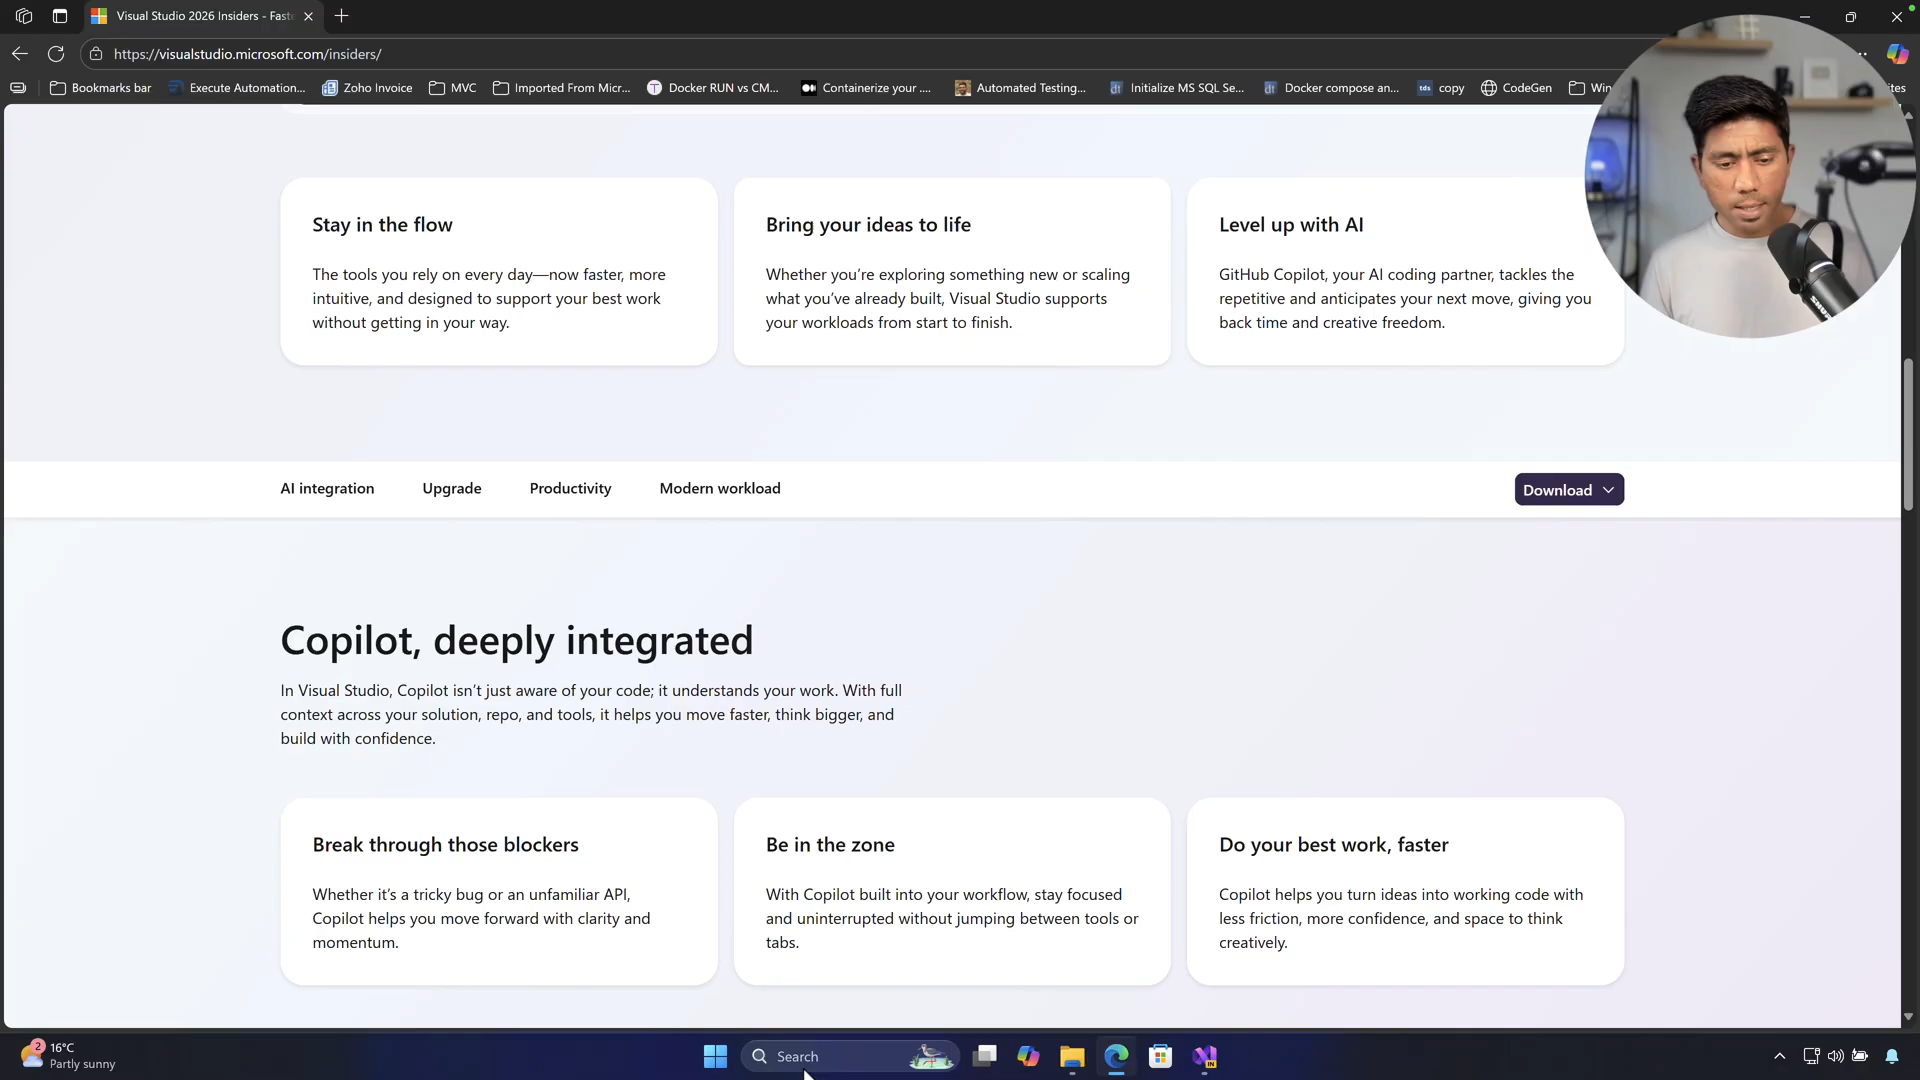 Visual Studio 2026 Insiders - Faste
https://visualstudio.microsoft.com/insiders/
Bookmarks bar
Execute Automation...
Zoho Invoice
MVC
Imported From Micr...
Docker RUN vs CM...
Containerize your ....
Automated Testing...
Initialize MS SQL Se...
Docker compose an...
tds
copy
CodeGen
Win
ites
Stay in the flow
The tools you rely on every day—now faster, more
intuitive, and designed to support your best work
without getting in your way.
Bring your ideas to life
Whether you’re exploring something new or scaling
what you’ve already built, Visual Studio supports
your workloads from start to finish.
Level up with AI
GitHub Copilot, your AI coding partner, tackles the
repetitive and anticipates your next move, giving you
back time and creative freedom.
AI integration
Upgrade
Productivity
Modern workload
Download
Copilot, deeply integrated
In Visual Studio, Copilot isn’t just aware of your code; it understands your work. With full
context across your solution, repo, and tools, it helps you move faster, think bigger, and
build with confidence.
Break through those blockers
Whether it’s a tricky bug or an unfamiliar API,
Copilot helps you move forward with clarity and
momentum.
Be in the zone
With Copilot built into your workflow, stay focused
and uninterrupted without jumping between tools or
tabs.
Do your best work, faster
Copilot helps you turn ideas into working code with
less friction, more confidence, and space to think
creatively.
2
16°C
Partly sunny
Search
IN